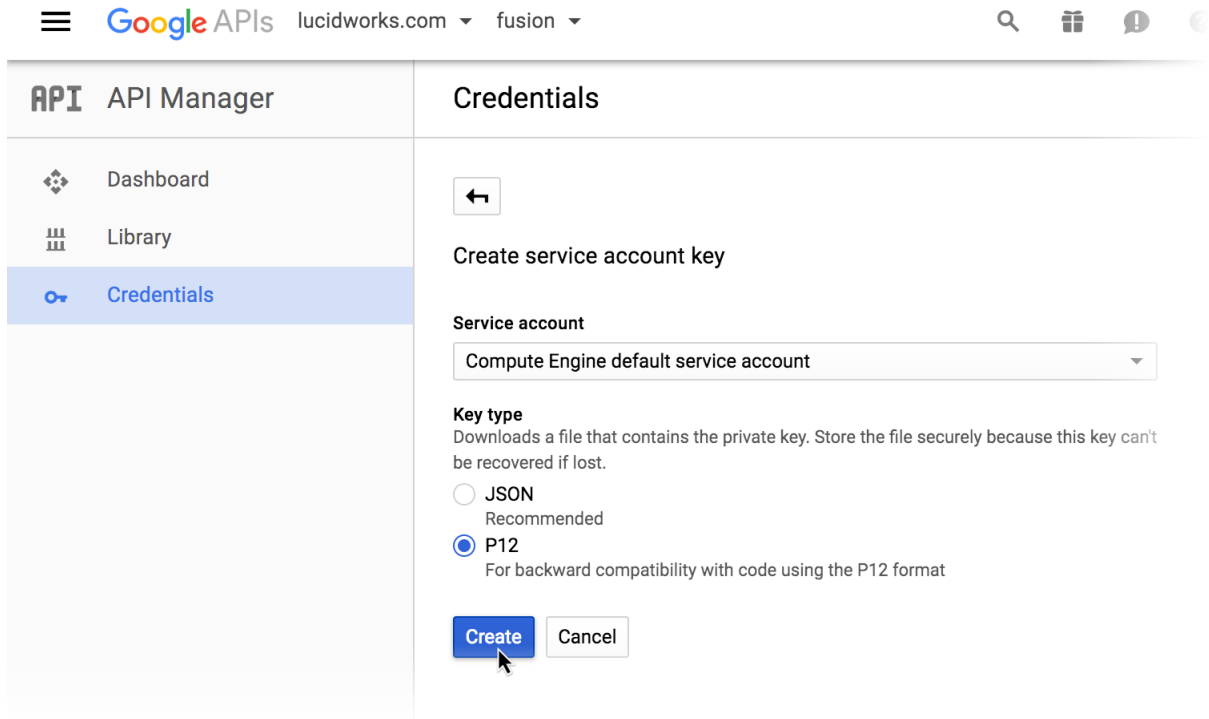 Google APIs lucidworks.com fusion
API API Manager
Credentials
Dashboard
Library
Credentials
Create service account key
Service account
Compute Engine default service account
Key type
Downloads a file that contains the private key. Store the file securely because this key can't
be recovered if lost.
JSON
Recommended
P12
For backward compatibility with code using the P12 format
Create Cancel